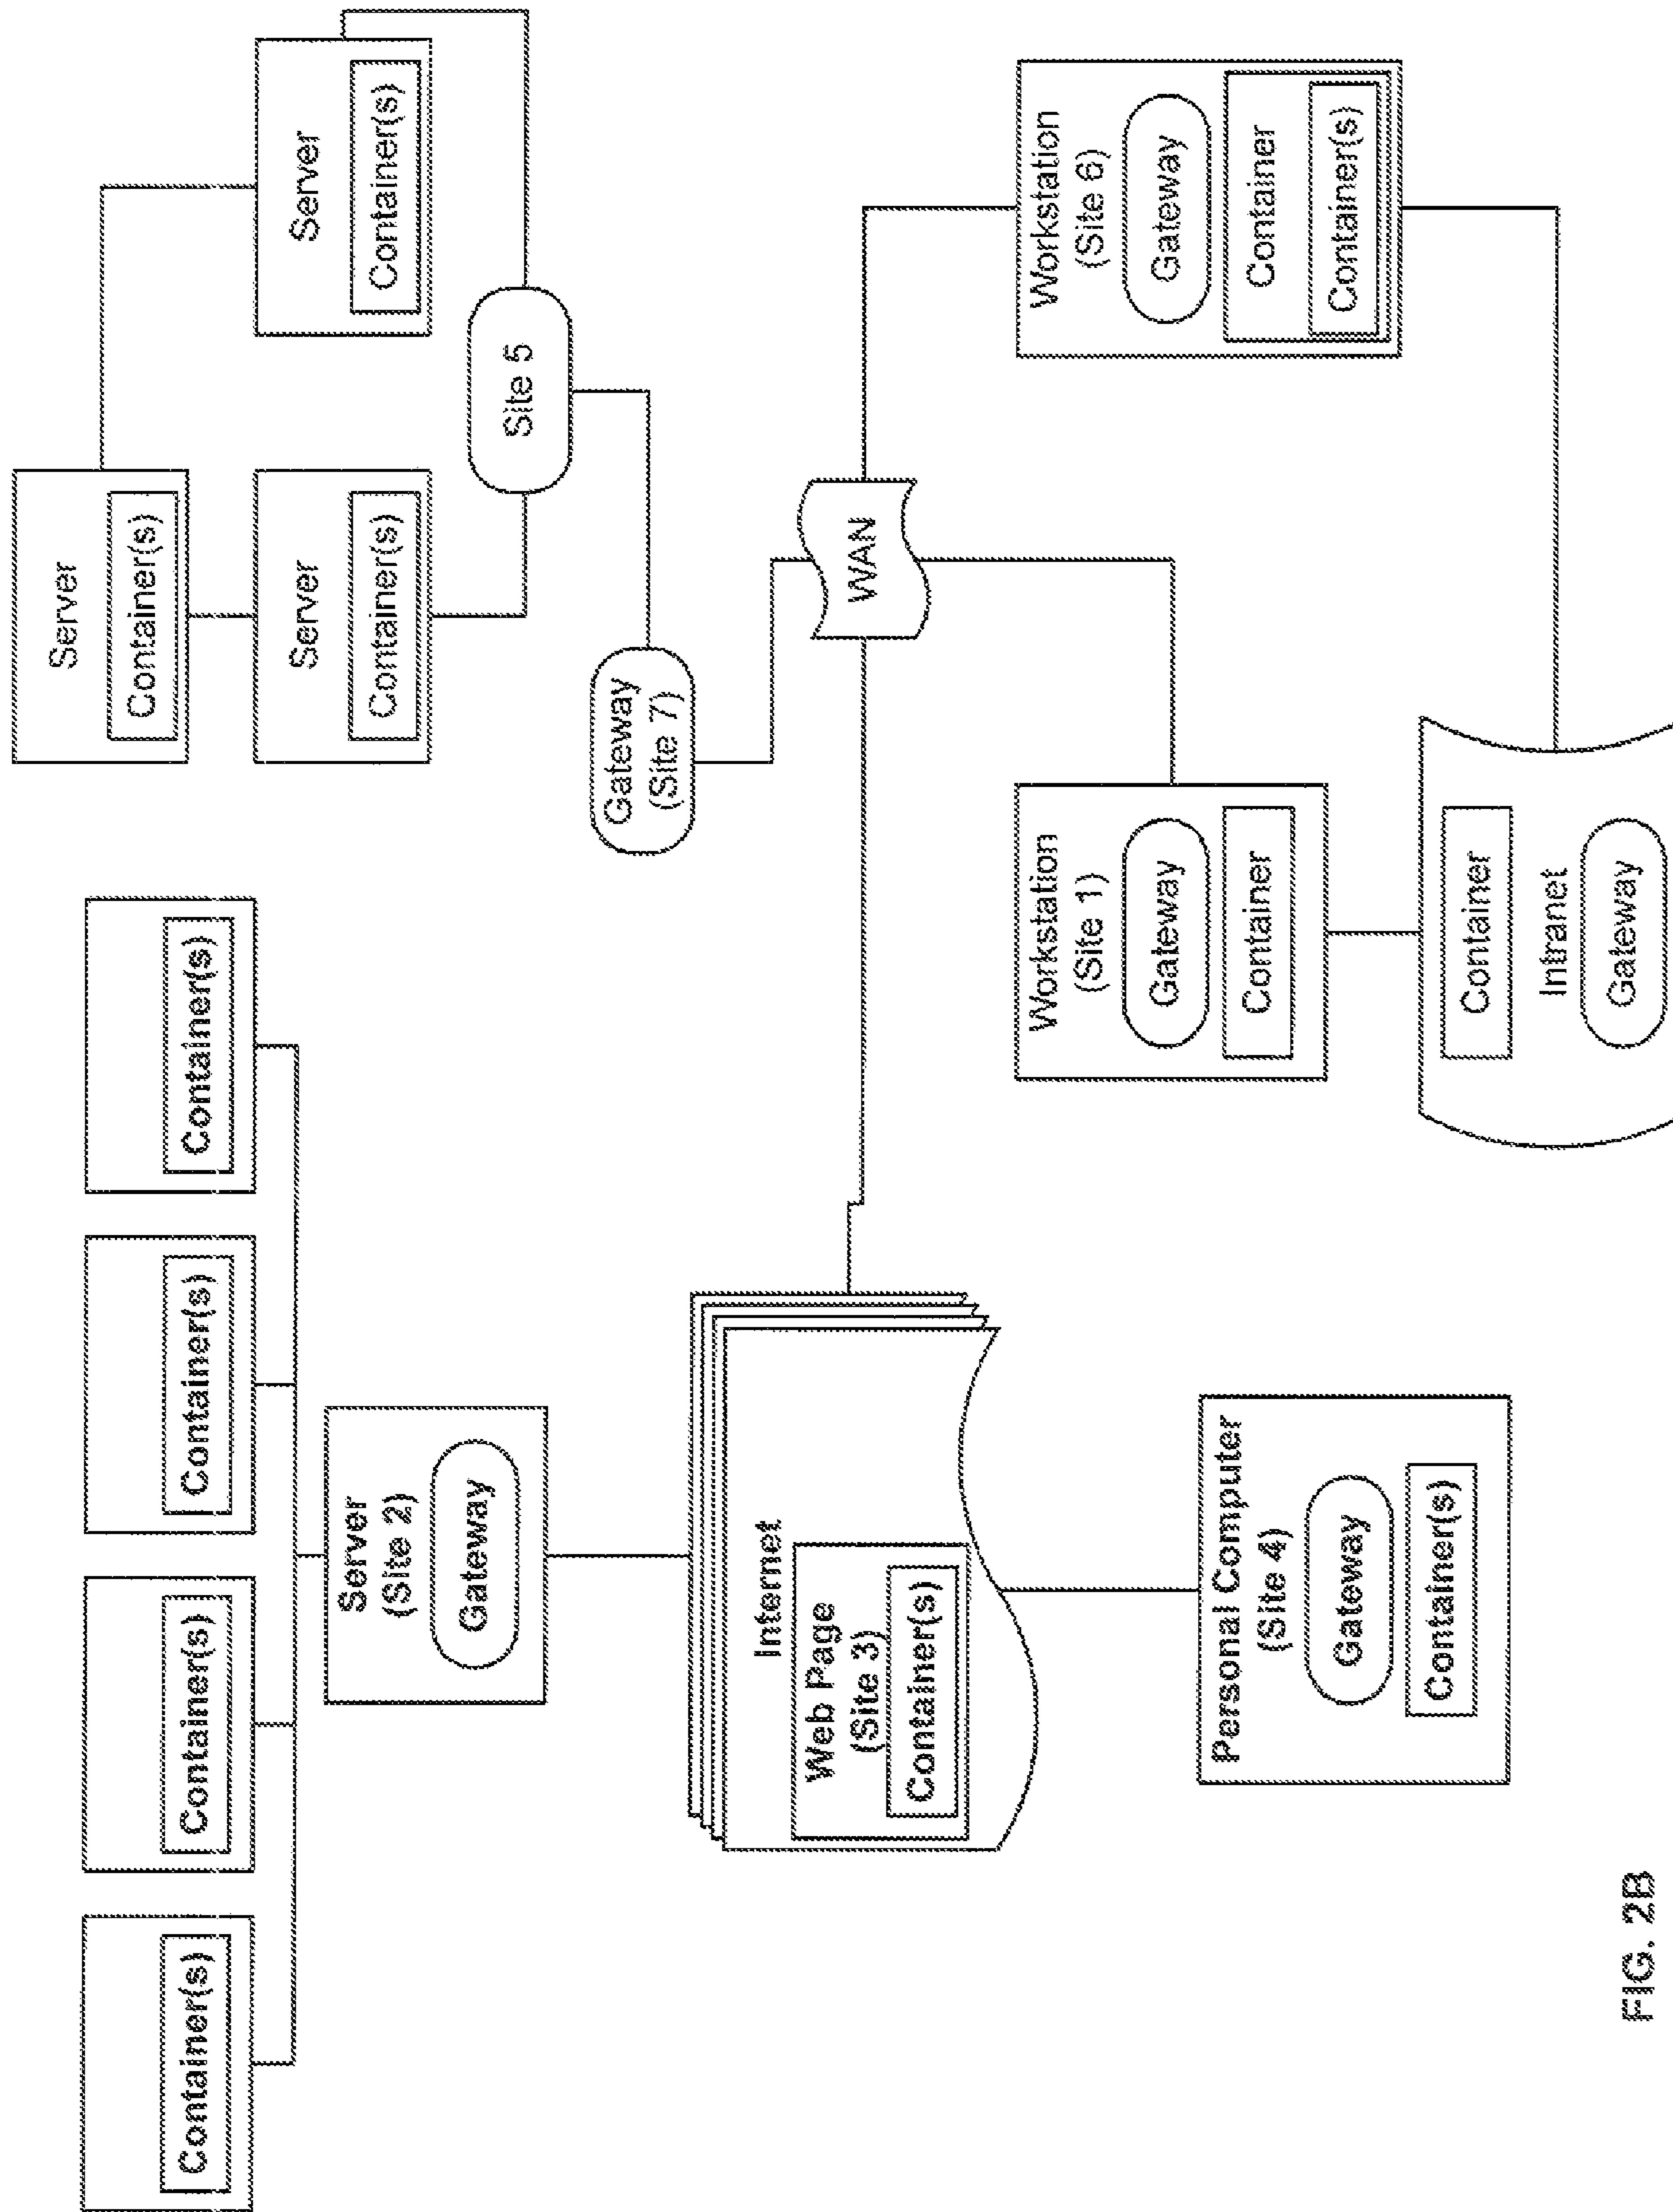 Container(s)
Container(s)
Container(s)
Container(s)
Server
(Site 2)
Gateway
Internet
Web Page
(Site 3)
Container(s)
Personal Computer
(Site 4)
Gateway
Container(s)
Server
Container(s)
Server
Container(s)
Server
Container(s)
Site 5
Gateway
(Site 7)
WAN
Workstation
(Site 1)
Gateway
Container
Workstation
(Site 6)
Gateway
Container
Container(s)
Container
Intranet
Gateway
FIG. 2B